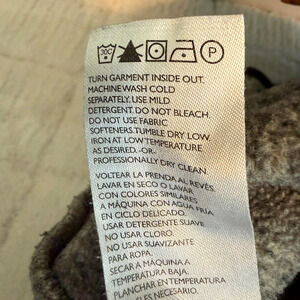 30C P
TURN GARMENT INSIDE OUT.
MACHINE WASH COLD
SEPARATELY. USE MILD
DETERGENT. DO NOT BLEACH.
DO NOT USE FABRIC
SOFTENERS. TUMBLE DRY LOW
IRON AT LOW TEMPERATURE
AS DESIRED. -OR-
PROFESSIONALLY DRY CLEAN
VOLTEAR LA PRENDA AL REVÉS.
LAVAR EN SECO O LAVAR
CON COLORES SIMILARES
A MÁQUINA CON AGUA FRÍA
EN CICLO DELICADO.
USAR DETERGENTE SUAVE
NO USAR CLORO.
NO USAR SUAVIZANTE
PARA ROPA.
SECAR A MÁQUINA A
TEMPERATURA BAJA.
PLANCHAR EN TEMPERATURA
ES NECESARIO.